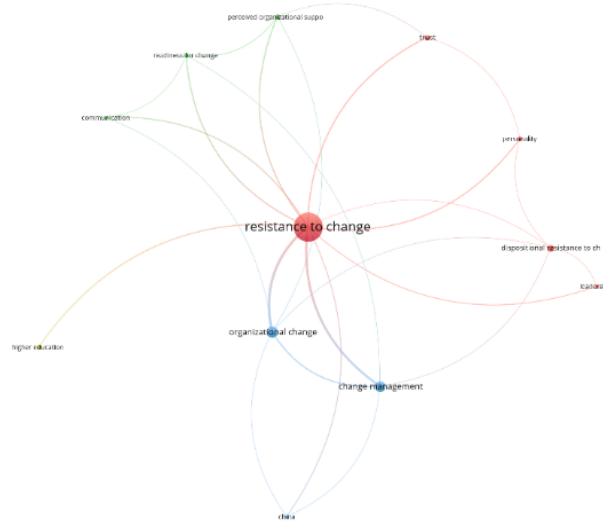 perceived organizational suppo
trust
readiness for change
communication
personality
resistance to change
dispositional resistance to ch
leaders
organizational change
higher education
change management
china